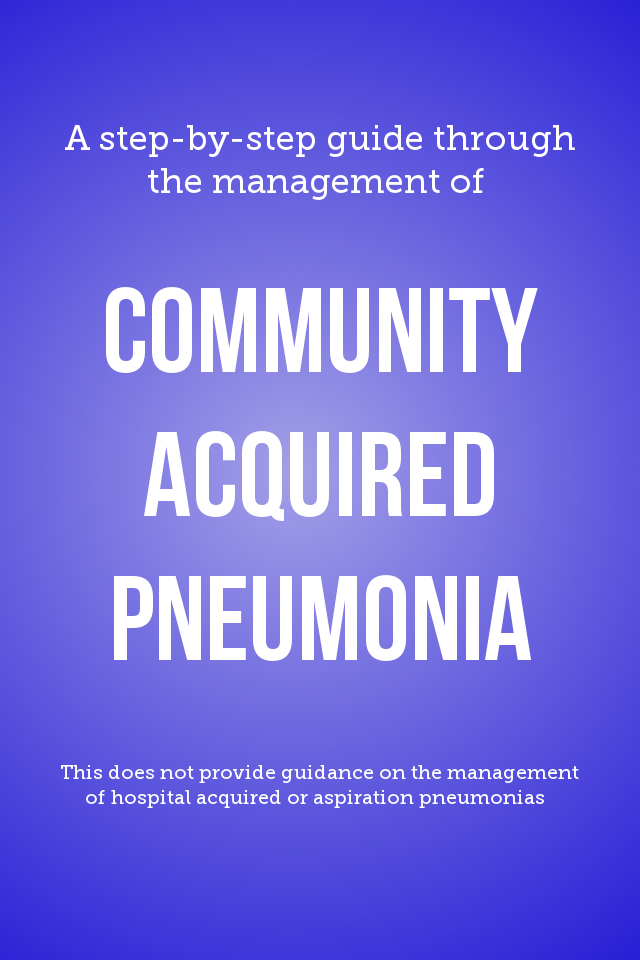 A step-by-step guide through
the management of
COMMUNITY
ACQUIRED
PNEUMONIA
This does not provide guidance on the management
of hospital acquired or aspiration pneumonias